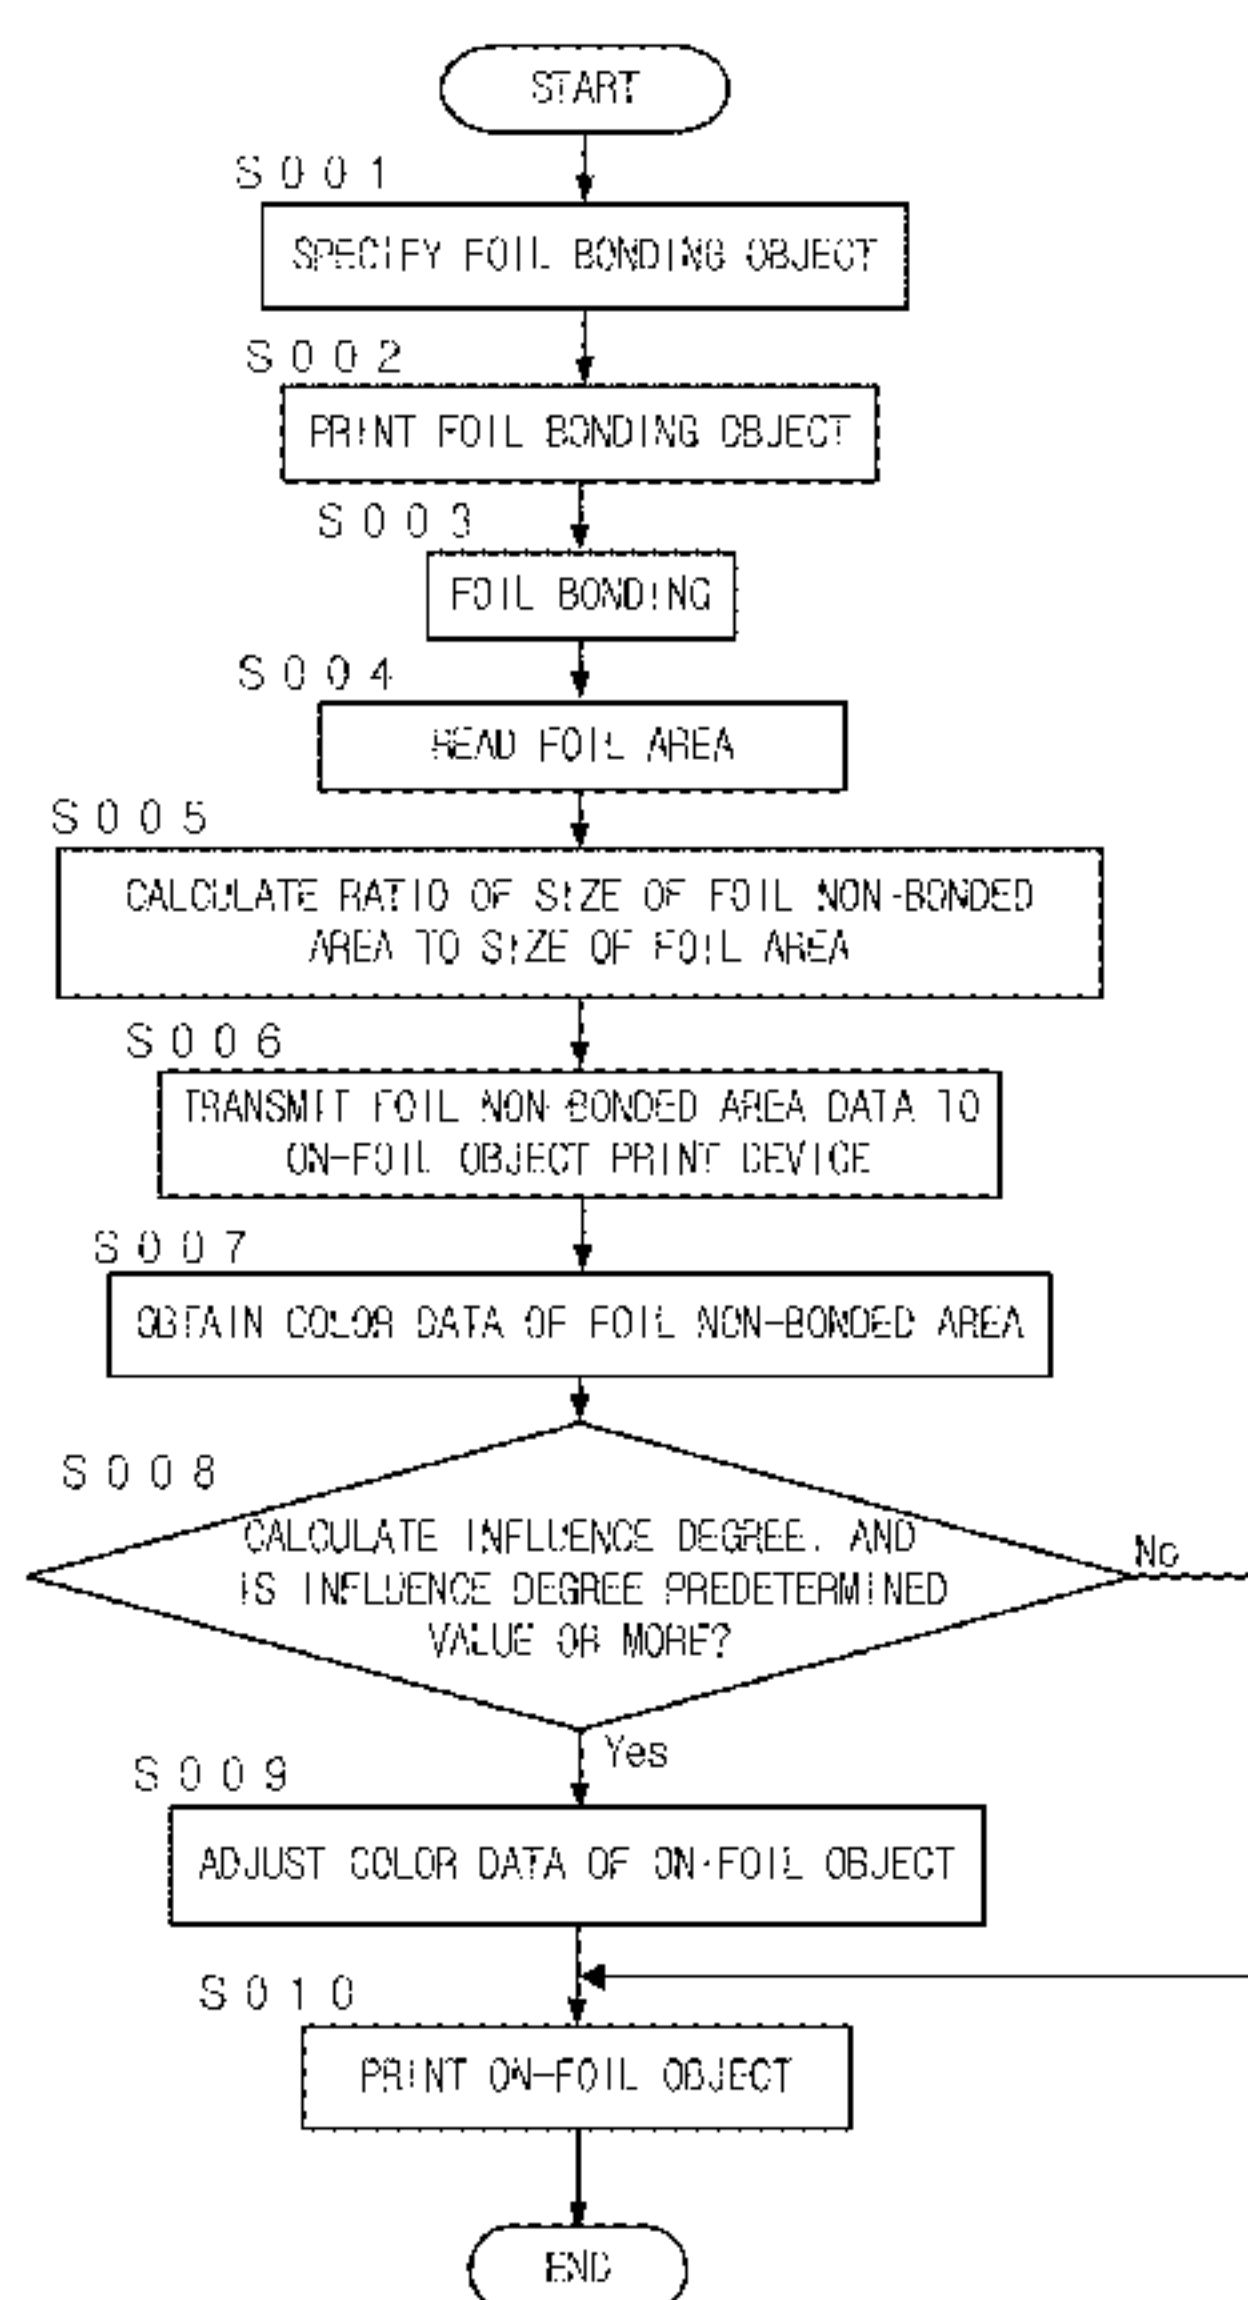 START
S001
SPECIFY FOIL BONDING OBJECT
S002
PRINT FOIL BONDING OBJECT
S003
FOIL BONDING
S004
READ FOIL AREA
S005
CALCULATE RATIO OF SIZE OF FOIL NON-BONDED
AREA TO SIZE OF FOIL AREA
S006
TRANSMIT FOIL NON-BONDED AREA DATA TO
ON-FOIL OBJECT PRINT DEVICE
S007
OBTAIN COLOR DATA OF FOIL NON-BONDED AREA
S008
CALCULATE INFLUENCE DEGREE, AND
IS INFLUENCE DEGREE PREDETERMINED
VALUE OR MORE?
No
Yes
S009
ADJUST COLOR DATA OF ON-FOIL OBJECT
S010
PRINT ON-FOIL OBJECT
END